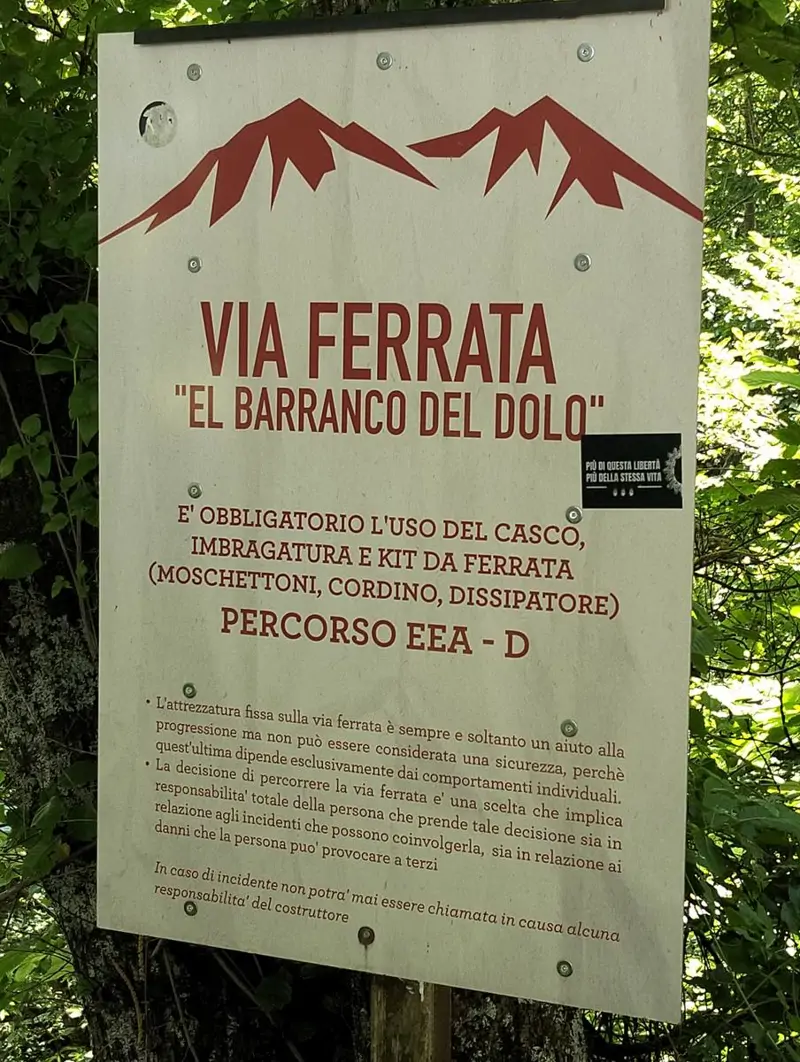 VIA FERRATA
"EL BARRANCO DEL DOLO"
PIÙ DI QUESTA LIBERTÀ
PIÙ DELLA STESSA VITA
E' OBBLIGATORIO L'USO DEL CASCO,
IMBRAGATURA E KIT DA FERRATA
(MOSCHETTONI, CORDINO, DISSIPATORE)
PERCORSO EEA - D
• L'attrezzatura fissa sulla via ferrata è sempre e soltanto un aiuto alla
progressione ma non può essere considerata una sicurezza, perchè
quest'ultima dipende esclusivamente dai comportamenti individuali.
• La decisione di percorrere la via ferrata e' una scelta che implica
responsabilita' totale della persona che prende tale decisione sia in
relazione agli incidenti che possono coinvolgerla, sia in relazione ai
danni che la persona puo' provocare a terzi
In caso di incidente non potra' mai essere chiamata in causa alcuna
responsabilita' del costruttore